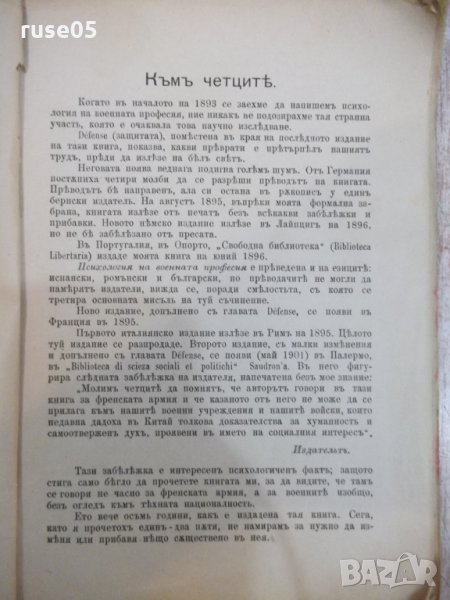 ruse05
Къмъ четцитѣ.
Когато въ началото на 1893 се заехме да напишемъ психо-
логия на военната професия, ние никакъ не подозирахме тая странна
участь, която е очаквала това научно изслѣдване.
Défense (защитата), помѣстена въ края на послѣдното издание
на тази книга, показва, какви прѣврати е прѣтърпѣлъ нашиятъ
трудъ, прѣди да излѣзе на бѣлъ свѣтъ.
Неговата поява веднага подигна голѣмъ шумъ. Отъ Германия
постѫпиха четири молби да се разрѣши прѣводътъ на книгата.
Прѣводътъ бѣ направенъ, ала си остана въ рѫкопись у единъ
бернски издатель. На августъ 1895, въпрѣки моята формална за-
брана, книгата излѣзе отъ печатъ безъ всѣкакви забѣлѣжки и
прибавки. Новото нѣмско издание излѣзе въ Лайпцигъ на 1896,
но не бѣ забѣлѣзано отъ пресата.
Въ Португалия, въ Опорто, „Свободна библиотека" (Biblioteca
Libertaria) издаде моята книга на юний 1896.
Психология на военната професия е прѣведена и на езицитѣ:
испански, ромънски и български, но прѣводачитѣ не могли да
намѣрятъ издатели, вижда се, поради смѣлостьта, съ която се
третира основната мисъль на туй съчинение.
Ново издание, допълнено съ главата Défense, се появи въ
Франция въ 1895.
Първото италиянско издание излѣзе въ Римъ на 1895. Цѣлото
туй издание се разпродаде. Второто издание, съ малки измѣнения
и допълнено съ главата Défense, се появи (май 1901) въ Палермо,
въ „Biblioteca di scieza sociali et politichi" Saudron'a. Въ него фигу-
рира слѣдната забѣлѣжка на издателя, напечатана безъ мое знание:
„Молимъ четцитѣ да помнятъ, че авторътъ говори въ тази
книга за френската армия и че казаното отъ него не може да се
прилага къмъ нашитѣ военни учреждения и нашитѣ войски, които
недавна дадоха въ Китай толкова доказателства за хуманность и
самоотверженъ духъ, проявени въ името на социалния интересъ".
Издательтъ.
Тази забѣлѣжка е интересенъ психологиченъ фактъ; защото
стига само бѣгло да прочетете книгата ми, за да видите, че тамъ
се говори не часно за френската армия, а за военнитѣ изобщо,
безъ огледъ къмъ тѣхната националность.
Ето вече осъмь години, какъ е издадена тая книга. Сега,
като я прочетохъ единъ-два пѫти, не намирамъ за нужно да измѣ-
ня или прибавя нѣщо сѫществено въ нея.
БАЗАР
bazar.bg